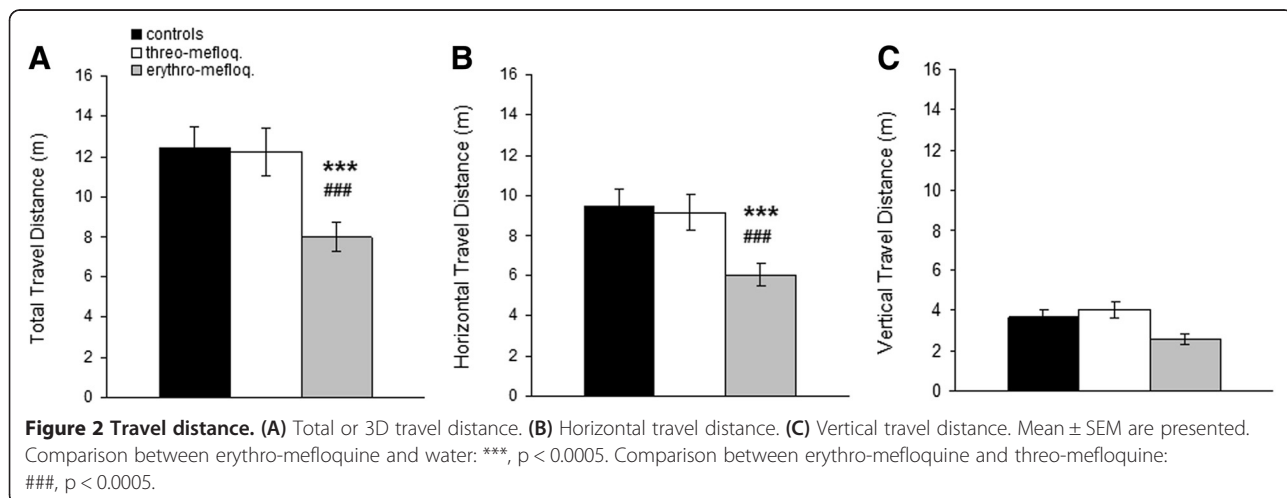 A
■ controls
□ threo-mefloq.
■ erythro-mefloq.
Total Travel Distance (m)
16
14
12
10
8
6
4
2
0
***
###
B
Horizontal Travel Distance (m)
16
14
12
10
8
6
4
2
0
***
###
C
Vertical Travel Distance (m)
16
14
12
10
8
6
4
2
0
Figure 2 Travel distance. (A) Total or 3D travel distance. (B) Horizontal travel distance. (C) Vertical travel distance. Mean ± SEM are presented.
Comparison between erythro-mefloquine and water: ***, p < 0.0005. Comparison between erythro-mefloquine and threo-mefloquine:
###, p < 0.0005.